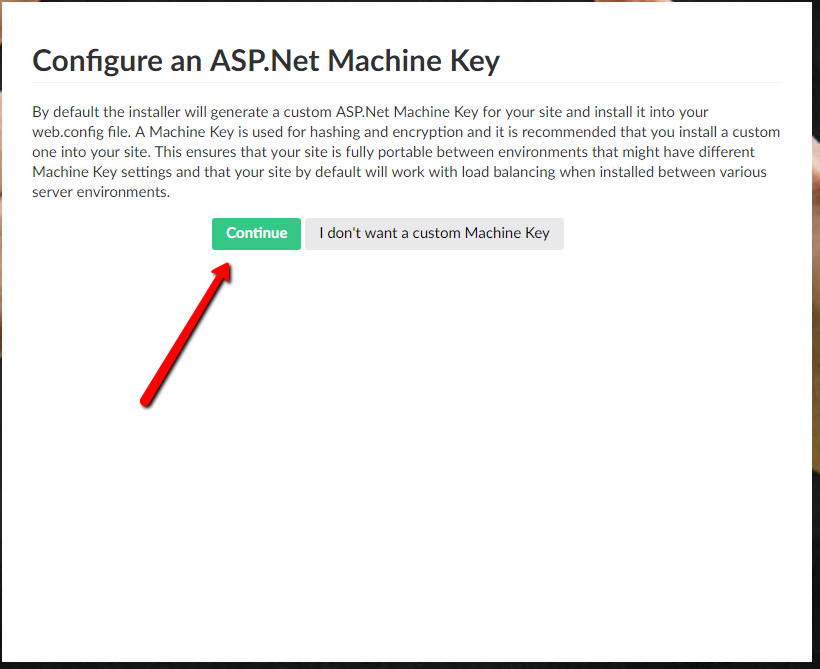 Configure an ASP.Net Machine Key
By default the installer will generate a custom ASP.Net Machine Key for your site and install it into your
web.config file. A Machine Key is used for hashing and encryption and it is recommended that you install a custom
one into your site. This ensures that your site is fully portable between environments that might have different
Machine Key settings and that your site by default will work with load balancing when installed between various
server environments.
Continue
I don't want a custom Machine Key